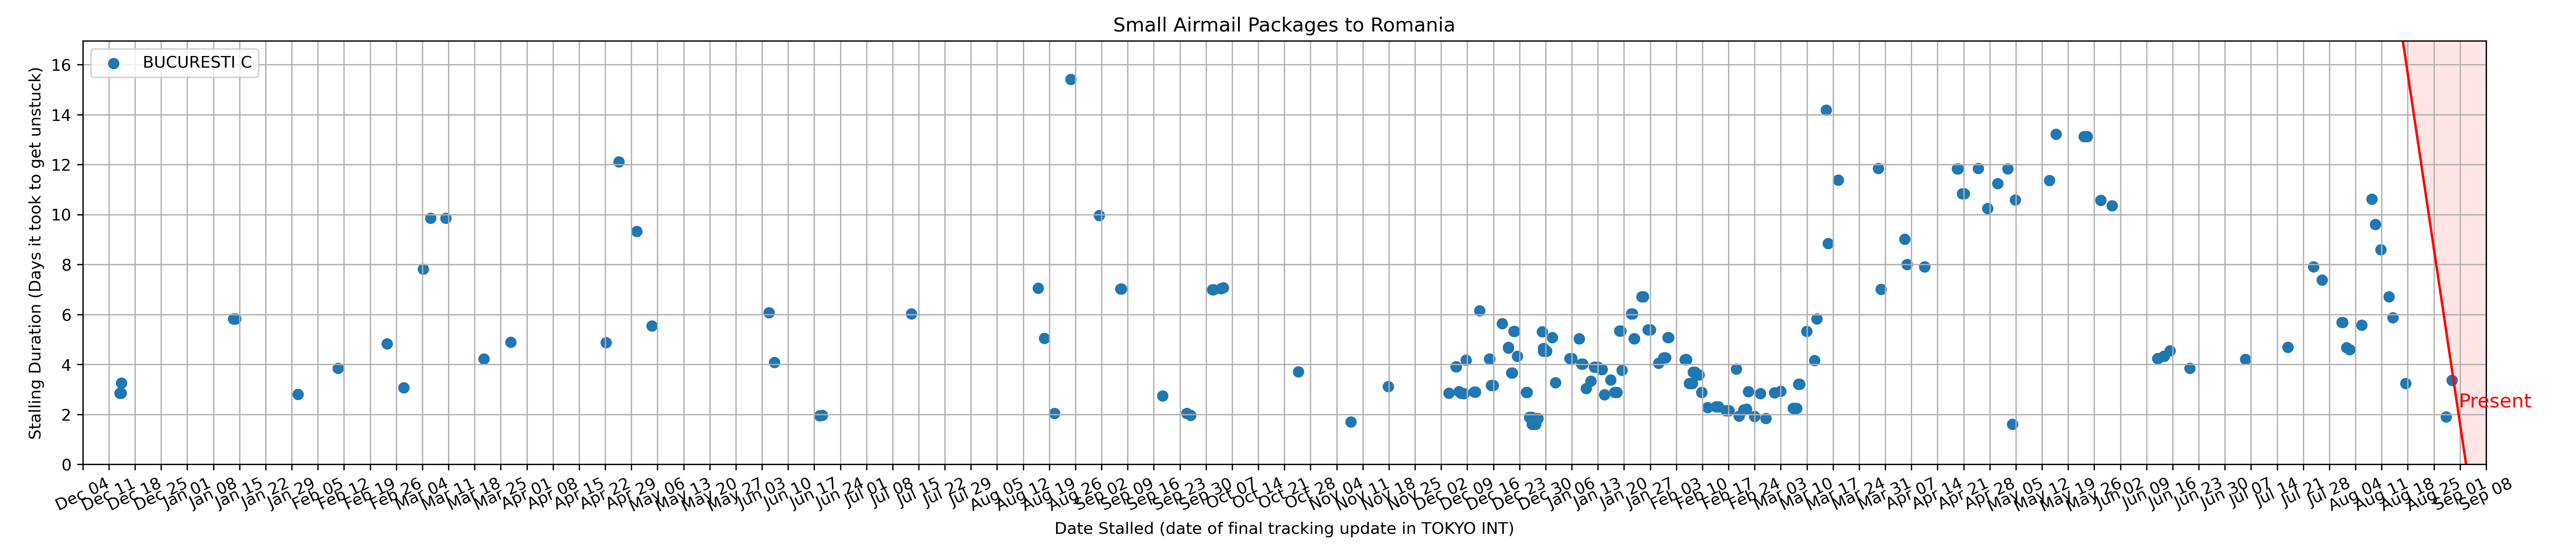 Small Airmail Packages to Romania
BUCURESTI C
Stalling Duration (Days it took to get unstuck)
16
14
12
10
8
6
4
2
0
Present
Dec 04
Dec 11
Dec 18
Dec 25
Jan 01
Jan 08
Jan 15
Jan 22
Jan 29
Feb 05
Feb 12
Feb 19
Feb 26
Mar 04
Mar 11
Mar 18
Mar 25
Apr 01
Apr 08
Apr 15
Apr 22
Apr 29
May 06
May 13
May 20
May 27
Jun 03
Jun 10
Jun 17
Jun 24
Jul 01
Jul 08
Jul 15
Jul 22
Jul 29
Aug 05
Aug 12
Aug 19
Aug 26
Sep 02
Sep 09
Sep 16
Sep 23
Sep 30
Oct 07
Oct 14
Oct 21
Oct 28
Nov 04
Nov 11
Nov 18
Nov 25
Dec 02
Dec 09
Dec 16
Dec 23
Dec 30
Jan 06
Jan 13
Jan 20
Jan 27
Feb 03
Feb 10
Feb 17
Feb 24
Mar 03
Mar 10
Mar 17
Mar 24
Mar 31
Apr 07
Apr 14
Apr 21
Apr 28
May 05
May 12
May 19
May 26
Jun 02
Jun 09
Jun 16
Jun 23
Jun 30
Jul 07
Jul 14
Jul 21
Jul 28
Aug 04
Aug 11
Aug 18
Aug 25
Sep 01
Sep 08
Date Stalled (date of final tracking update in TOKYO INT)